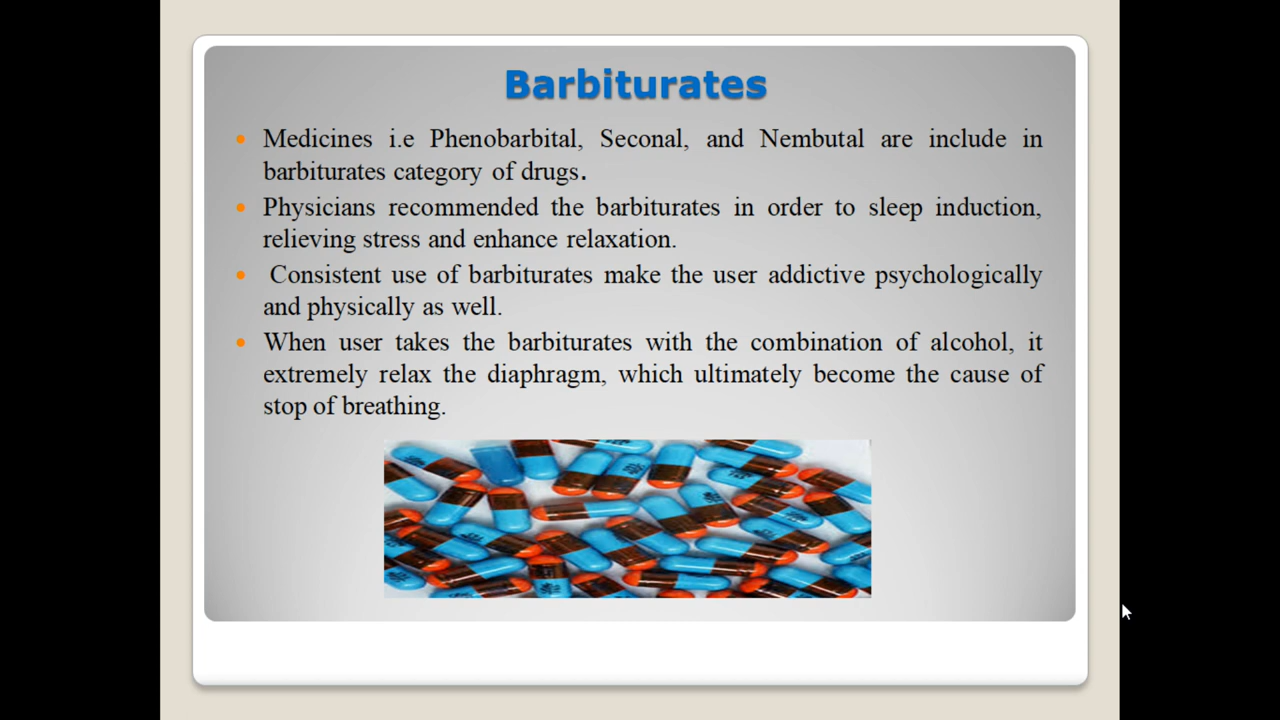 Barbiturates
Medicines i.e Phenobarbital, Seconal, and Nembutal are include in
barbiturates category of drugs.
Physicians recommended the barbiturates in order to sleep induction,
relieving stress and enhance relaxation.
Consistent use of barbiturates make the user addictive psychologically
and physically as well.
When user takes the barbiturates with the combination of alcohol, it
extremely relax the diaphragm, which ultimately become the cause of
stop of breathing.